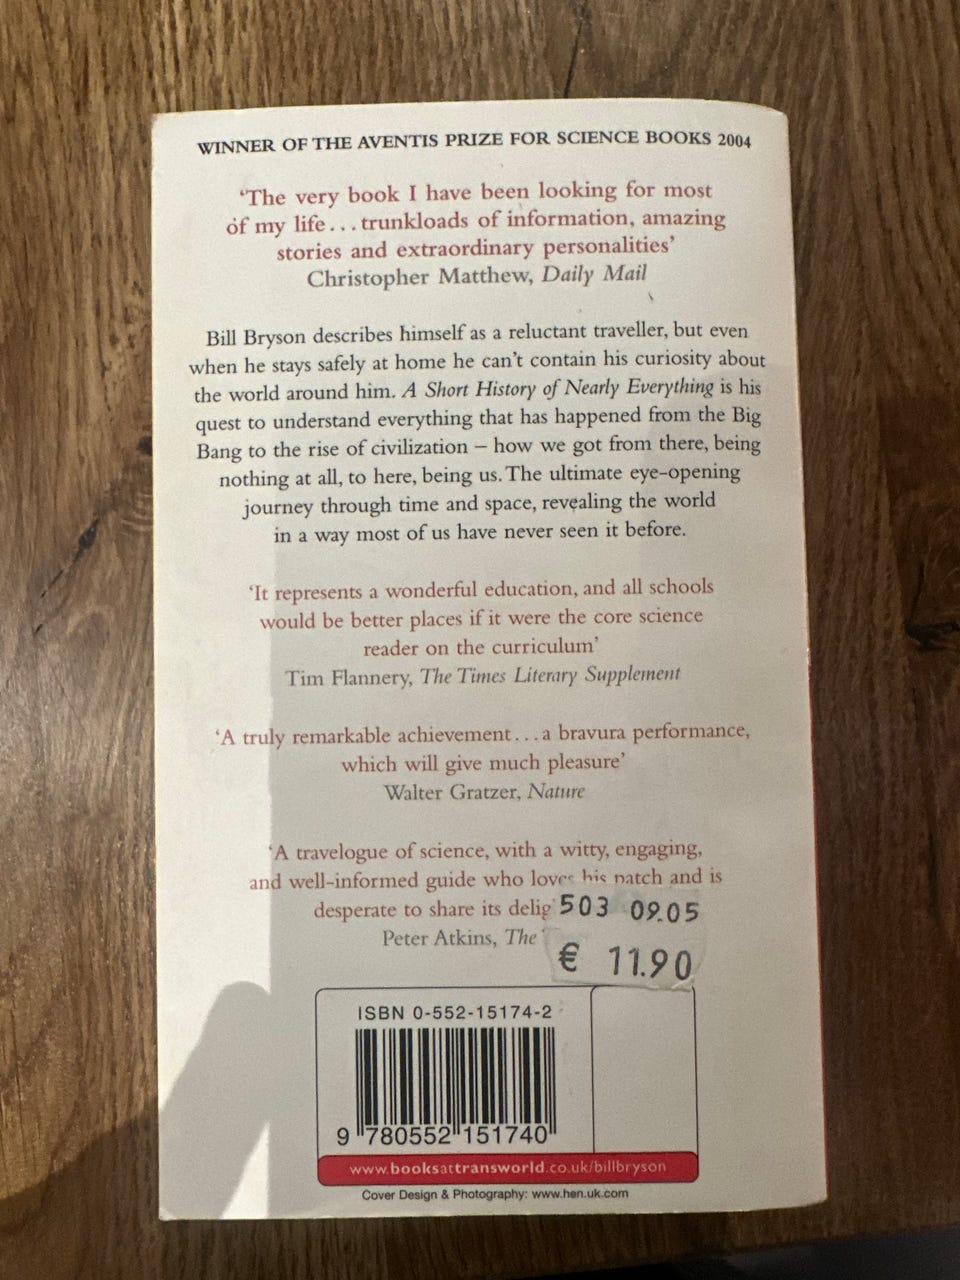 WINNER OF THE AVENTIS PRIZE FOR SCIENCE BOOKS 2004
‘The very book I have been looking for most
of my life...trunkloads of information, amazing
stories and extraordinary personalities’
Christopher Matthew, Daily Mail
Bill Bryson describes himself as a reluctant traveller, but even
when he stays safely at home he can’t contain his curiosity about
the world around him. A Short History of Nearly Everything is his
quest to understand everything that has happened from the Big
Bang to the rise of civilization – how we got from there, being
nothing at all, to here, being us. The ultimate eye-opening
journey through time and space, revealing the world
in a way most of us have never seen it before.
‘It represents a wonderful education, and all schools
would be better places if it were the core science
reader on the curriculum’
Tim Flannery, The Times Literary Supplement
‘A truly remarkable achievement...a bravura performance,
which will give much pleasure’
Walter Gratzer, Nature
‘A travelogue of science, with a witty, engaging,
and well-informed guide who loves his patch and is
desperate to share its
Peter Atkins, The
503 09.05
€ 11.90
ISBN 0-552-15174-2
9 780552 151740
www.booksattransworld.co.uk/billbryson
Cover Design & Photography: www.hen.uk.com